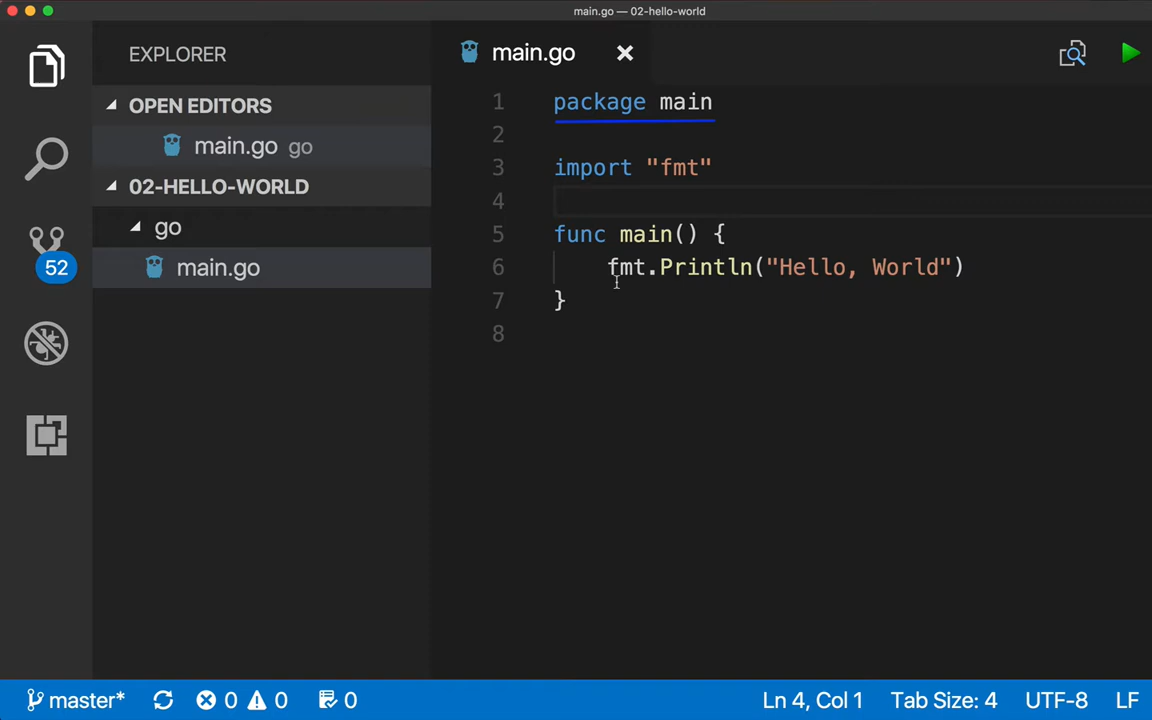 main.go — 02-hello-world
EXPLORER
OPEN EDITORS
main.go go
02-HELLO-WORLD
go
main.go
52
main.go
1 package main
2
3 import "fmt"
4
5 func main() {
6 fmt.Println("Hello, World")
7 }
8
master* 0 0 0 Ln 4, Col 1 Tab Size: 4 UTF-8 LF